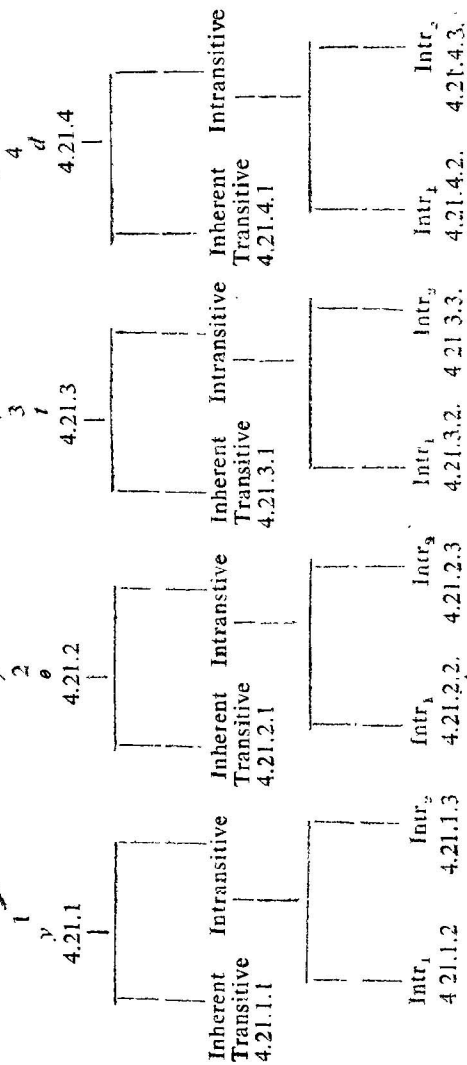 1 2 3 4
y t d
4.21.1 4.21.2 4.21.3 4.21.4
Inherent Transitive 4.21.1.1 Intransitive Inherent Transitive 4.21.2.1 Intranstive Inherent Transitive 4.21.3.1 Intransitive Inherent Transitive 4.21.4.1 Intransitive
Intr₁ Intr₂ Intr₁ Intr₂ Intr₁ Intr₂ Intr₁ Intr₂
4 21.1.2 4.21.1.3 4.21.2.2. 4.21.2.3 4.21.3.2. 4 21 3.3. 4.21.4.2. 4.21.4.3.